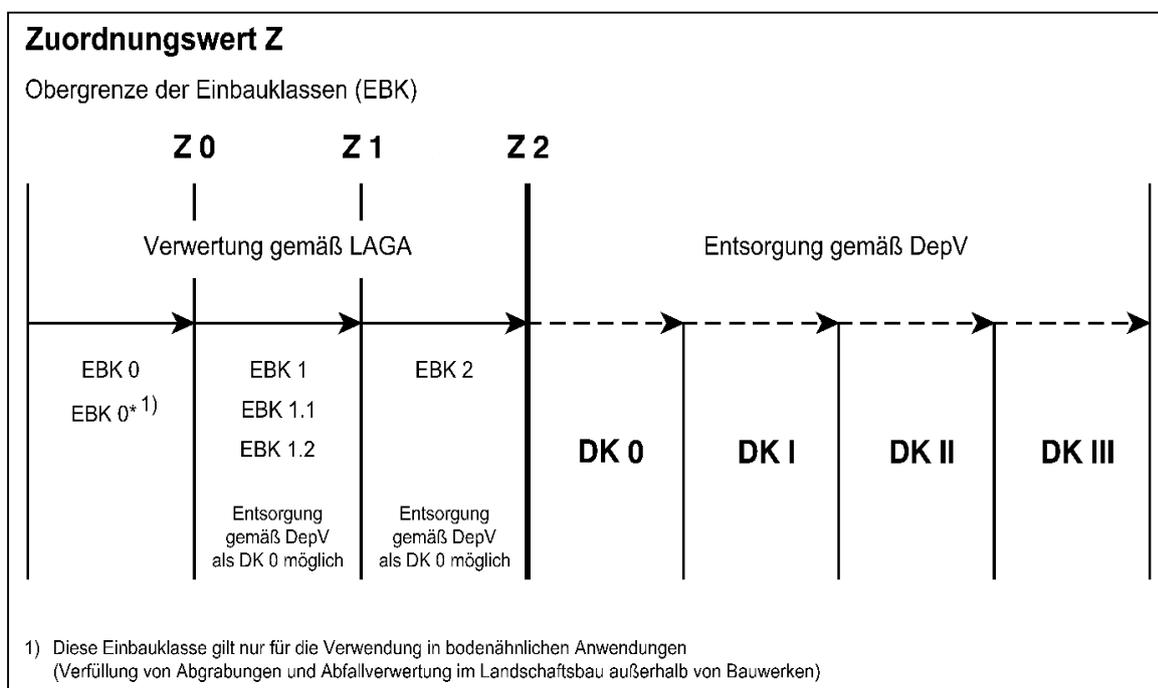 Zuordnungswert Z
Obergrenze der Einbauklassen (EBK)
Z 0 Z 1 Z 2
Verwertung gemäß LAGA Entsorgung gemäß DepV
EBK 0 EBK 1 EBK 2
EBK 0* 1) EBK 1.1
EBK 1.2
DK 0 DK I DK II DK III
Entsorgung Entsorgung
gemäß DepV gemäß DepV
als DK 0 möglich als DK 0 möglich
1) Diese Einbauklasse gilt nur für die Verwendung in bodenähnlichen Anwendungen
(Verfüllung von Abgrabungen und Abfallverwertung im Landschaftsbau außerhalb von Bauwerken)